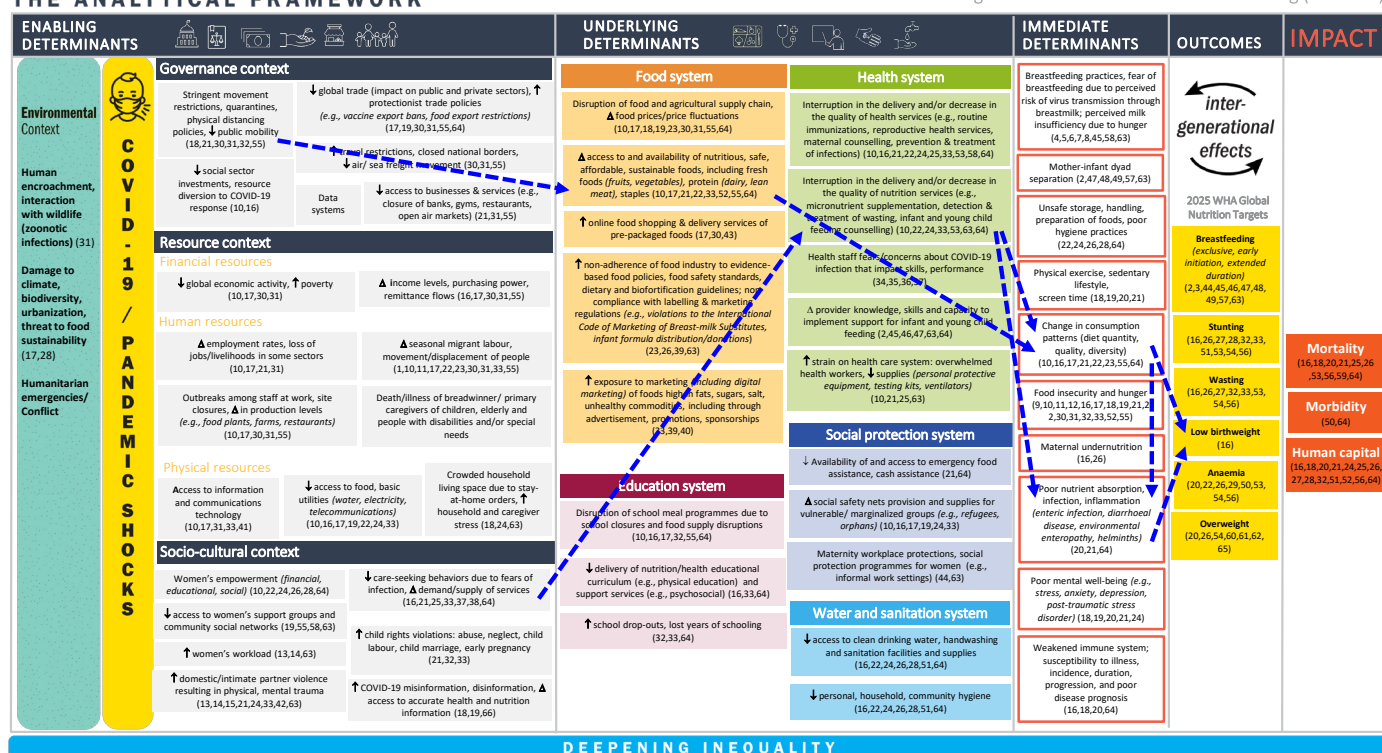 THE ANALYTICAL FRAMEWORK
ENABLING
DETERMINANTS
UNDERLYING
DETERMINANTS
IMMEDIATE
DETERMINANTS
OUTCOMES
IMPACT
Environmental
Context
Human
encroachment,
interaction
with wildlife
(zoonotic
infections) (31)
Damage to
climate,
biodiversity,
urbanization,
threat to food
sustainability
(17,28)
Humanitarian
emergencies/
Conflict
COVID-19 / PANDEMIC SHOCKS
Governance context
Stringent movement
restrictions, quarantines,
physical distancing
policies, ↓ public mobility
(18,21,30,31,32,55)
↓ global trade (impact on public and private sectors), ↑
protectionist trade policies
(e.g., vaccine export bans, food export restrictions)
(17,19,30,31,55,64)
↑ travel restrictions, closed national borders,
↓ air/ sea freight movement (30,31,55)
↓ social sector
investments, resource
diversion to COVID-19
response (10,16)
Data
systems
↓ access to businesses & services (e.g.,
closure of banks, gyms, restaurants,
open air markets) (21,31,55)
Resource context
Financial resources
↓ global economic activity, ↑ poverty
(10,17,30,31)
Δ income levels, purchasing power,
remittance flows (16,17,30,31,55)
Human resources
Δ employment rates, loss of
jobs/livelihoods in some sectors
(10,17,21,31)
Δ seasonal migrant labour,
movement/displacement of people
(1,10,11,17,22,23,30,31,33,55)
Outbreaks among staff at work, site
closures, Δ in production levels
(e.g., food plants, farms, restaurants)
(10,17,30,31,55)
Death/illness of breadwinner/ primary
caregivers of children, elderly and
people with disabilities and/or special
needs
Physical resources
Access to information
and communications
technology
(10,17,31,33,41)
↓ access to food, basic
utilities (water, electricity,
telecommunications)
(10,16,17,19,22,24,33)
Crowded household
living space due to stay-
at-home orders, ↑
household and caregiver
stress (18,24,63)
Socio-cultural context
Women's empowerment (financial,
educational, social) (10,22,24,26,28,64)
↓ care-seeking behaviors due to fears of
infection, Δ demand/supply of services
(16,21,25,33,37,38,64)
↓ access to women's support groups and
community social networks (19,55,58,63)
↑ women's workload (13,14,63)
↑ child rights violations: abuse, neglect, child
labour, child marriage, early pregnancy
(21,32,33)
↑ domestic/intimate partner violence
resulting in physical, mental trauma
(13,14,15,21,24,33,42,63)
↑ COVID-19 misinformation, disinformation, Δ
access to accurate health and nutrition
information (18,19,66)
Food system
Disruption of food and agricultural supply chain,
Δ food prices/price fluctuations
(10,17,18,19,23,30,31,55,64)
Δ access to and availability of nutritious, safe,
affordable, sustainable foods, including fresh
foods (fruits, vegetables), protein (dairy, lean
meat), staples (10,17,21,22,33,52,55,64)
↑ online food shopping & delivery services of
pre-packaged foods (17,30,43)
↑ non-adherence of food industry to evidence-
based food policies, food safety standards,
dietary and biofortification guidelines; non-
compliance with labelling & marketing
regulations (e.g., violations to the International
Code of Marketing of Breast-milk Substitutes,
infant formula distribution/donations)
(23,26,39,63)
↑ exposure to marketing (including digital
marketing) of foods high in fats, sugars, salt,
unhealthy commodities, including through
advertisement, promotions, sponsorships
(23,39,40)
Education system
Disruption of school meal programmes due to
school closures and food supply disruptions
(10,16,17,32,55,64)
↓ delivery of nutrition/health educational
curriculum (e.g., physical education) and
support services (e.g., psychosocial) (16,33,64)
↑ school drop-outs, lost years of schooling
(32,33,64)
Health system
Interruption in the delivery and/or decrease in
the quality of health services (e.g., routine
immunizations, reproductive health services,
maternal counselling, prevention & treatment
of infections) (10,16,21,22,24,25,33,53,58,64)
Interruption in the delivery and/or decrease in
the quality of nutrition services (e.g.,
micronutrient supplementation, detection &
treatment of wasting, infant and young child
feeding counselling) (10,22,24,33,53,63,64)
Health staff fears/concerns about COVID-19
infection that impact skills, performance
(34,35,36,37)
Δ provider knowledge, skills and capacity to
implement support for infant and young child
feeding (2,45,46,47,63,64)
↑ strain on health care system: overwhelmed
health workers, ↓ supplies (personal protective
equipment, testing kits, ventilators)
(10,21,25,63)
Social protection system
↓ Availability of and access to emergency food
assistance, cash assistance (21,64)
Δ social safety nets provision and supplies for
vulnerable/ marginalized groups (e.g., refugees,
orphans) (10,16,17,19,24,33)
Maternity workplace protections, social
protection programmes for women (e.g.,
informal work settings) (44,63)
Water and sanitation system
↓ access to clean drinking water, handwashing
and sanitation facilities and supplies
(16,22,24,26,28,51,64)
↓ personal, household, community hygiene
(16,22,24,26,28,51,64)
Breastfeeding practices, fear of
breastfeeding due to perceived
risk of virus transmission through
breastmilk; perceived milk
insufficiency due to hunger
(4,5,6,7,8,45,58,63)
Mother-infant dyad
separation (2,47,48,49,57,63)
Unsafe storage, handling,
preparation of foods, poor
hygiene practices
(22,24,26,28,64)
Physical exercise, sedentary
lifestyle,
screen time (18,19,20,21)
Change in consumption
patterns (diet quantity,
quality, diversity)
(10,16,17,21,22,23,55,64)
Food insecurity and hunger
(9,10,11,12,16,17,18,19,21,2
2,30,31,32,33,52,55)
Maternal undernutrition
(16,26)
Poor nutrient absorption,
infection, inflammation
(enteric infection, diarrhoeal
disease, environmental
enteropathy, helminths)
(20,21,64)
Poor mental well-being (e.g.,
stress, anxiety, depression,
post-traumatic stress
disorder) (18,19,20,21,24)
Weakened immune system;
susceptibility to illness,
incidence, duration,
progression, and poor
disease prognosis
(16,18,20,64)
inter-
generational
effects
2025 WHA Global
Nutrition Targets
Breastfeeding
(exclusive, early
initiation, extended
duration)
(2,3,44,45,46,47,48,
49,57,63)
Stunting
(16,26,27,28,32,33,
51,53,54,56)
Wasting
(16,26,27,32,33,53,
54,56)
Low birthweight
(16)
Anaemia
(20,22,26,29,50,53,
54,56)
Overweight
(20,26,54,60,61,62,
65)
Mortality
(16,18,20,21,25,26
,53,56,59,64)
Morbidity
(50,64)
Human capital
(16,18,20,21,24,25,26,
27,28,32,51,52,56,64)
DEEPENING INEQUALITY